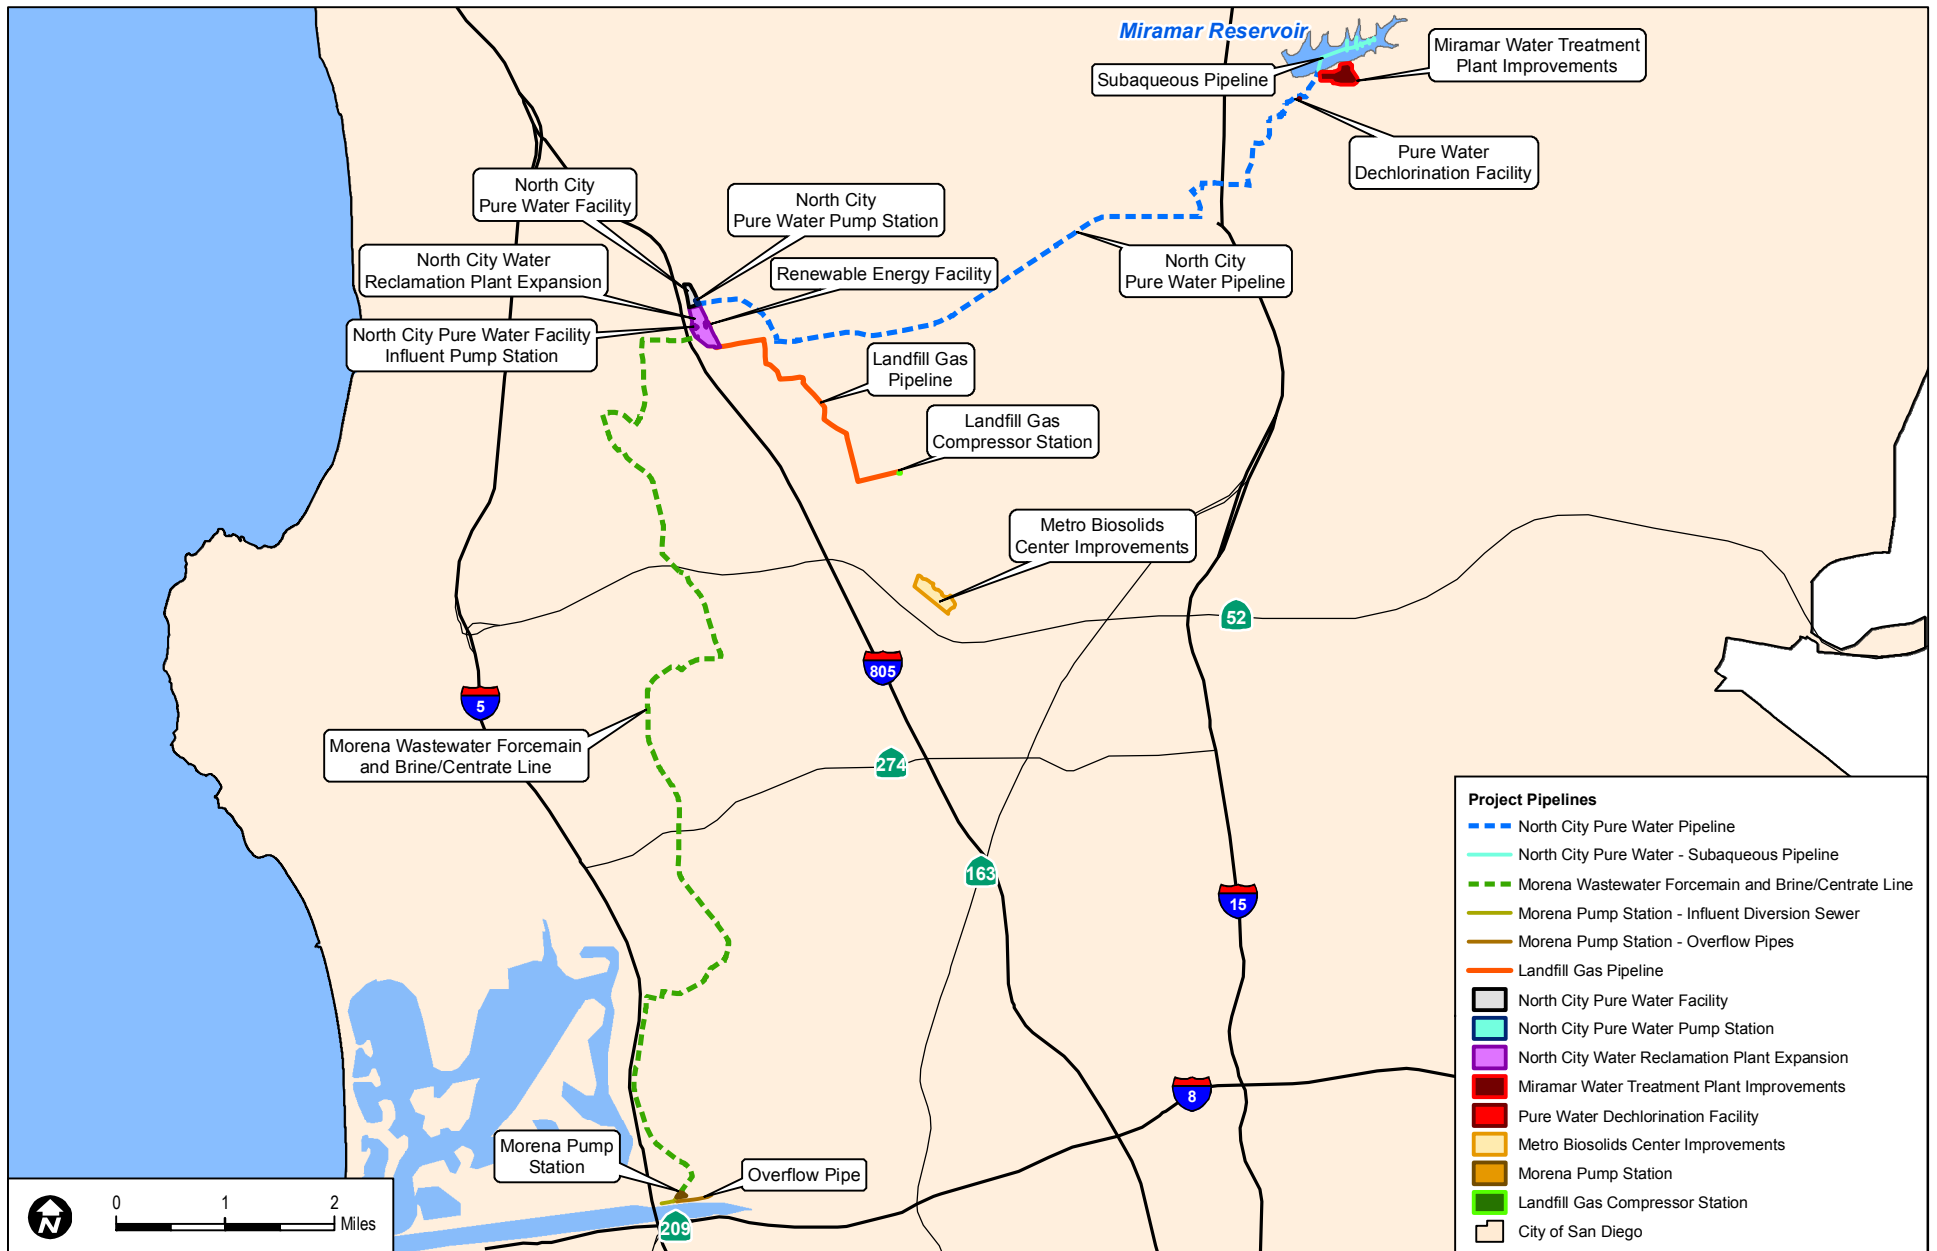 Miramar Reservoir
Miramar Water Treatment
Plant Improvements
Subaqueous Pipeline
Pure Water
Dechlorination Facility
North City
Pure Water Facility
North City
Pure Water Pump Station
North City Water
Reclamation Plant Expansion
Renewable Energy Facility
North City
Pure Water Pipeline
North City Pure Water Facility
Influent Pump Station
Landfill Gas
Pipeline
Landfill Gas
Compressor Station
Metro Biosolids
Center Improvements
52
805
5
Morena Wastewater Forcemain
and Brine/Centrate Line
274
163
15
8
Morena Pump
Station
Overflow Pipe
209
N
0 1 2
Miles
Project Pipelines
North City Pure Water Pipeline
North City Pure Water - Subaqueous Pipeline
Morena Wastewater Forcemain and Brine/Centrate Line
Morena Pump Station - Influent Diversion Sewer
Morena Pump Station - Overflow Pipes
Landfill Gas Pipeline
North City Pure Water Facility
North City Pure Water Pump Station
North City Water Reclamation Plant Expansion
Miramar Water Treatment Plant Improvements
Pure Water Dechlorination Facility
Metro Biosolids Center Improvements
Morena Pump Station
Landfill Gas Compressor Station
City of San Diego